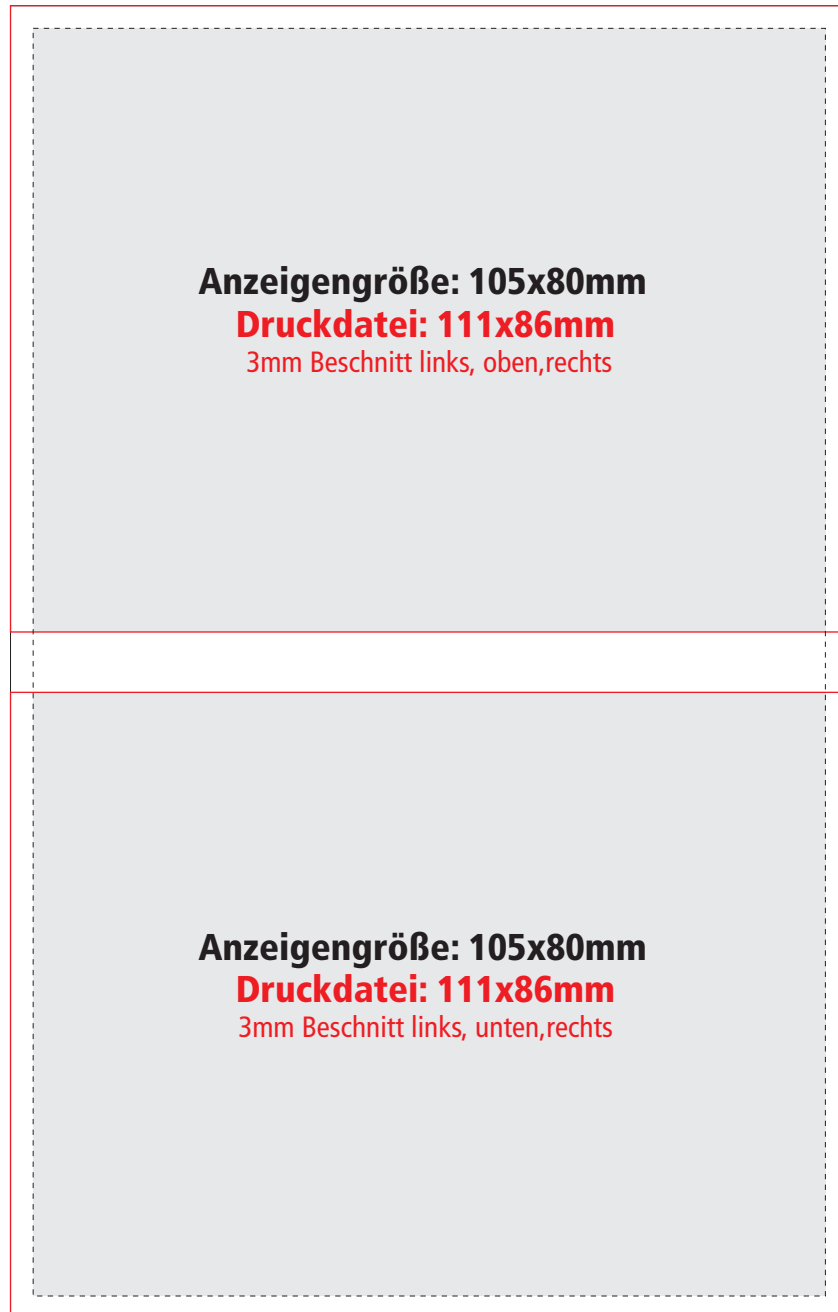 Anzeigengröße: 105x80mm
Druckdatei: 111x86mm
3mm Beschnitt links, oben,rechts
Anzeigengröße: 105x80mm
Druckdatei: 111x86mm
3mm Beschnitt links, unten,rechts